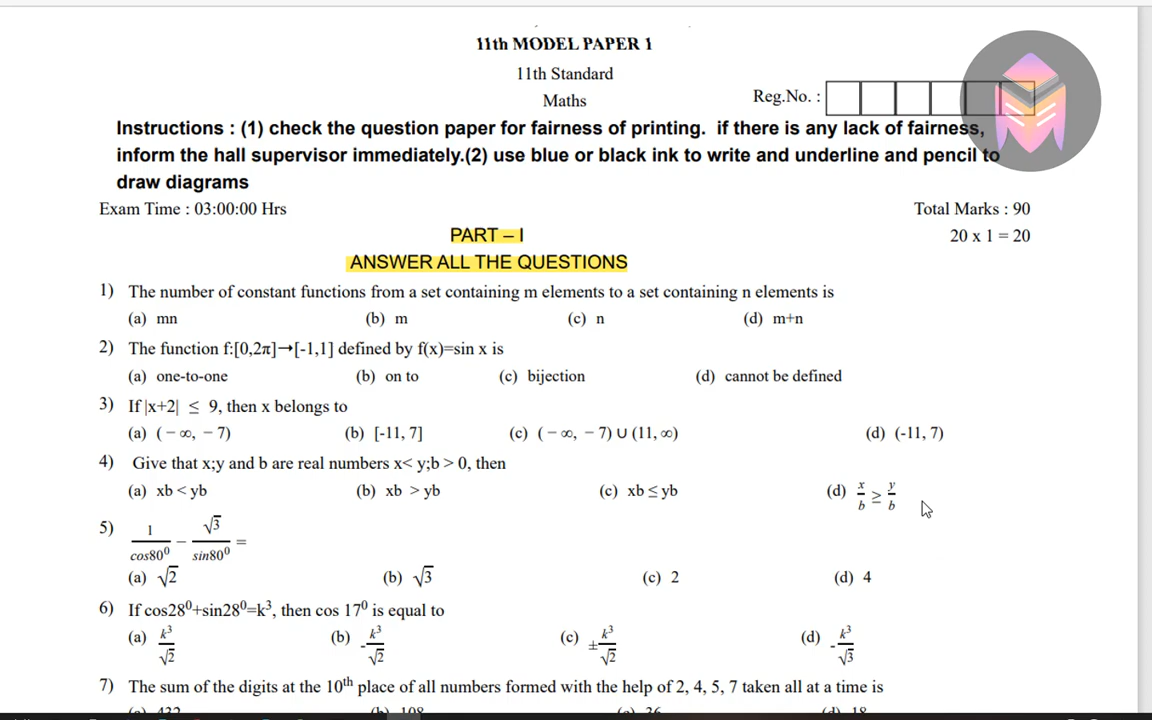 11th MODEL PAPER 1
11th Standard
Maths
Reg.No. :
Instructions : (1) check the question paper for fairness of printing. if there is any lack of fairness,
inform the hall supervisor immediately.(2) use blue or black ink to write and underline and pencil to
draw diagrams
Exam Time : 03:00:00 Hrs
Total Marks : 90
PART – I
20 x 1 = 20
ANSWER ALL THE QUESTIONS
1) The number of constant functions from a set containing m elements to a set containing n elements is
(a) mn (b) m (c) n (d) m+n
2) The function f:[0,2π]→[-1,1] defined by f(x)=sin x is
(a) one-to-one (b) on to (c) bijection (d) cannot be defined
3) If |x+2| ≤ 9, then x belongs to
(a) (−∞, −7) (b) [-11, 7] (c) (−∞, −7) ∪ (11, ∞) (d) (-11, 7)
4) Give that x;y and b are real numbers x< y;b > 0, then
(a) xb < yb (b) xb > yb (c) xb ≤ yb (d) x/b ≥ y/b
5) 1/cos80⁰ − √3/sin80⁰ =
(a) √2 (b) √3 (c) 2 (d) 4
6) If cos28⁰+sin28⁰=k³, then cos 17⁰ is equal to
(a) k³/√2 (b) -k³/√2 (c) ±k³/√2 (d) -k³/√3
7) The sum of the digits at the 10th place of all numbers formed with the help of 2, 4, 5, 7 taken all at a time is
(a) 432 (b) 108 (c) 36 (d) 18